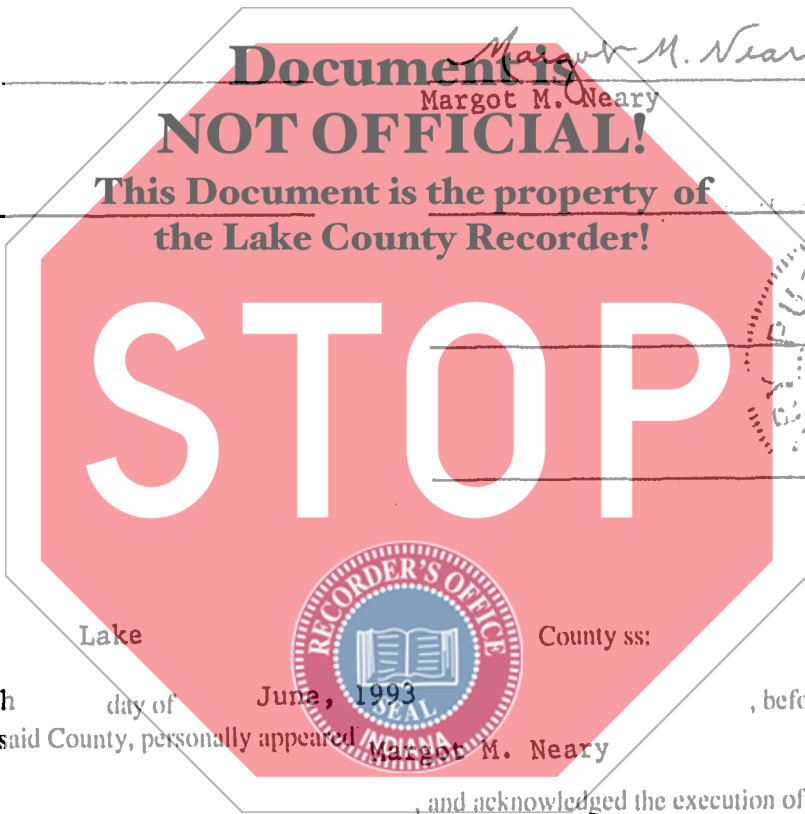 Margot M. Near
Document is
Margot M. Neary
NOT OFFICIAL!
This Document is the property of
the Lake County Recorder!
STOP
RECORDER'S OFFICE
SEAL
INDIANA
Lake County ss:
h day of June, 1993 , befo
said County, personally appeared Margot M. Neary
, and acknowledged the execution of